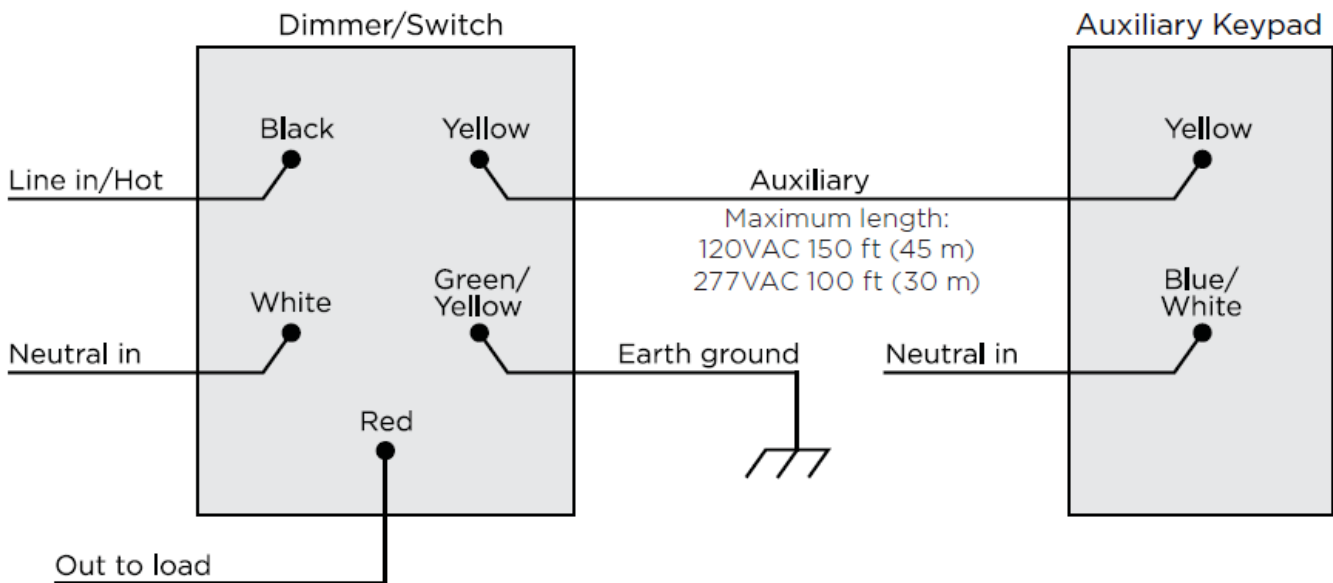 Dimmer/Switch
Auxiliary Keypad
Black
Yellow
Yellow
Line in/Hot
Auxiliary
Maximum length:
120VAC 150 ft (45 m)
277VAC 100 ft (30 m)
White
Green/
Yellow
Blue/
White
Neutral in
Earth ground
Neutral in
Red
Out to load